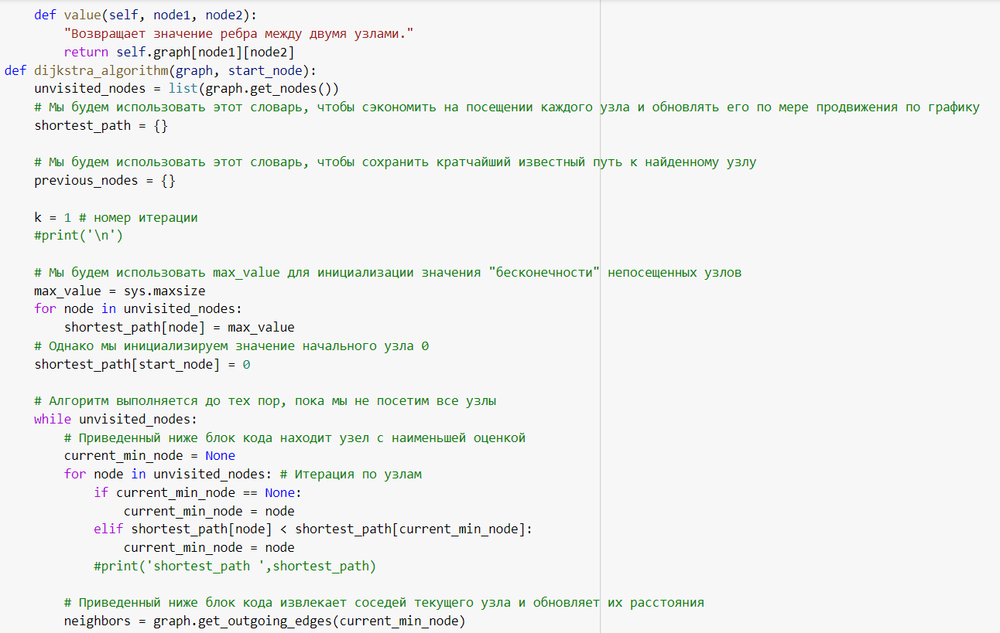 def value(self, node1, node2):
"Возвращает значение ребра между двумя узлами."
return self.graph[node1][node2]
def dijkstra_algorithm(graph, start_node):
unvisited_nodes = list(graph.get_nodes())
# Мы будем использовать этот словарь, чтобы сэкономить на посещении каждого узла и обновлять его по мере продвижения по графику
shortest_path = {}
# Мы будем использовать этот словарь, чтобы сохранить кратчайший известный путь к найденному узлу
previous_nodes = {}
k = 1 # номер итерации
#print('\n')
# Мы будем использовать max_value для инициализации значения "бесконечности" непосещенных узлов
max_value = sys.maxsize
for node in unvisited_nodes:
shortest_path[node] = max_value
# Однако мы инициализируем значение начального узла 0
shortest_path[start_node] = 0
# Алгоритм выполняется до тех пор, пока мы не посетим все узлы
while unvisited_nodes:
# Приведенный ниже блок кода находит узел с наименьшей оценкой
current_min_node = None
for node in unvisited_nodes: # Итерация по узлам
if current_min_node == None:
current_min_node = node
elif shortest_path[node] < shortest_path[current_min_node]:
current_min_node = node
#print('shortest_path ',shortest_path)
# Приведенный ниже блок кода извлекает соседей текущего узла и обновляет их расстояния
neighbors = graph.get_outgoing_edges(current_min_node)